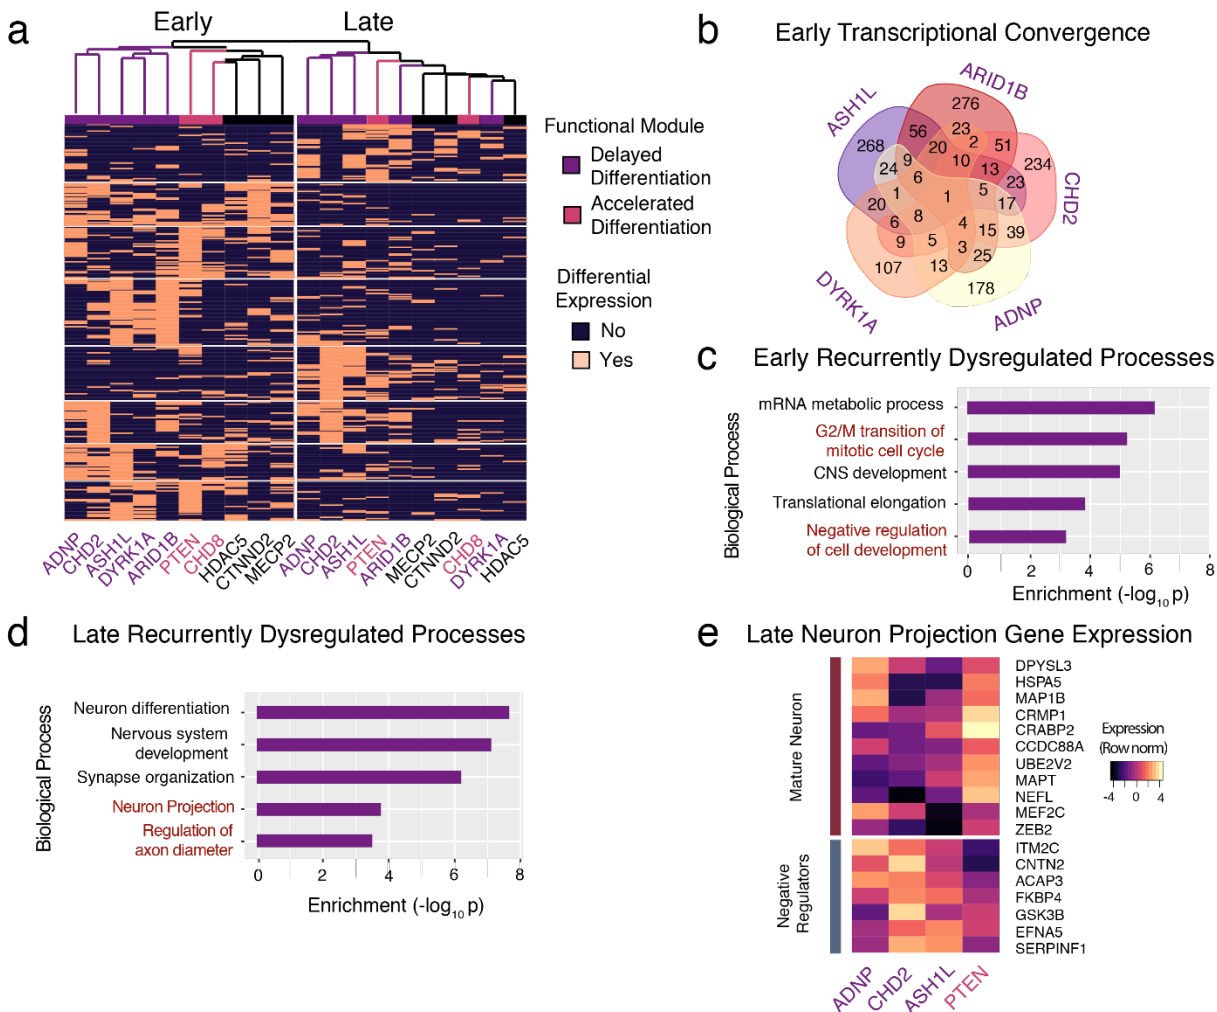 a
Early
Late
ADNP
CHD2
ASH1L
DYRK1A
ARID1B
PTEN
CHD8
HDAC5
CTNND2
MECP2
ADNP
CHD2
ASH1L
PTEN
ARID1B
MECP2
CTNND2
CHD8
DYRK1A
HDAC5
Functional Module
Delayed
Differentiation
Accelerated
Differentiation
Differential
Expression
No
Yes
b
Early Transcriptional Convergence
ASH1L
ARID1B
CHD2
ADNP
DYRK1A
276
56
23
2
51
20
268
9
10
13
234
24
6
5
23
1
1
17
20
8
4
6
15
39
9
5
3
25
107
13
178
c
Early Recurrently Dysregulated Processes
Biological Process
mRNA metabolic process
G2/M transition of
mitotic cell cycle
CNS development
Translational elongation
Negative regulation
of cell development
0 2 4 6 8
Enrichment (-log10 p)
d
Late Recurrently Dysregulated Processes
Biological Process
Neuron differentiation
Nervous system
development
Synapse organization
Neuron Projection
Regulation of
axon diameter
0 2 4 6 8
Enrichment (-log10 p)
e
Late Neuron Projection Gene Expression
Mature Neuron
DPYSL3
HSPA5
MAP1B
CRMP1
CRABP2
CCDC88A
UBE2V2
MAPT
NEFL
MEF2C
ZEB2
Negative
Regulators
ITM2C
CNTN2
ACAP3
FKBP4
GSK3B
EFNA5
SERPINF1
ADNP
CHD2
ASH1L
PTEN
Expression
(Row norm)
-4 0 4